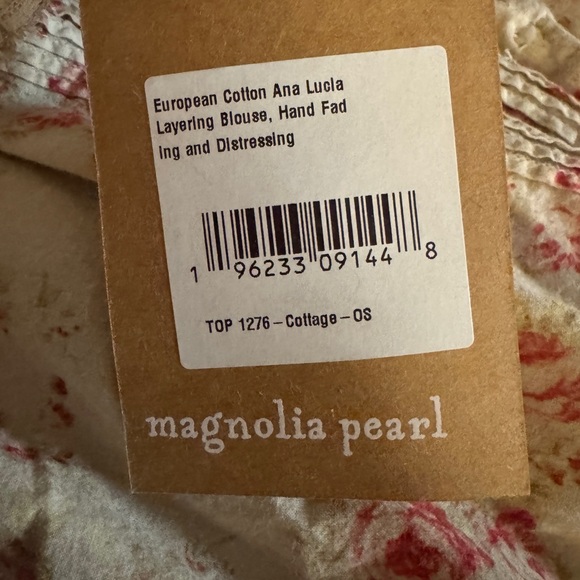 European Cotton Ana Lucia
Layering Blouse, Hand Fad
ing and Distressing
1 96233 09144 8
TOP 1276-Cottage-OS
magnolia pearl